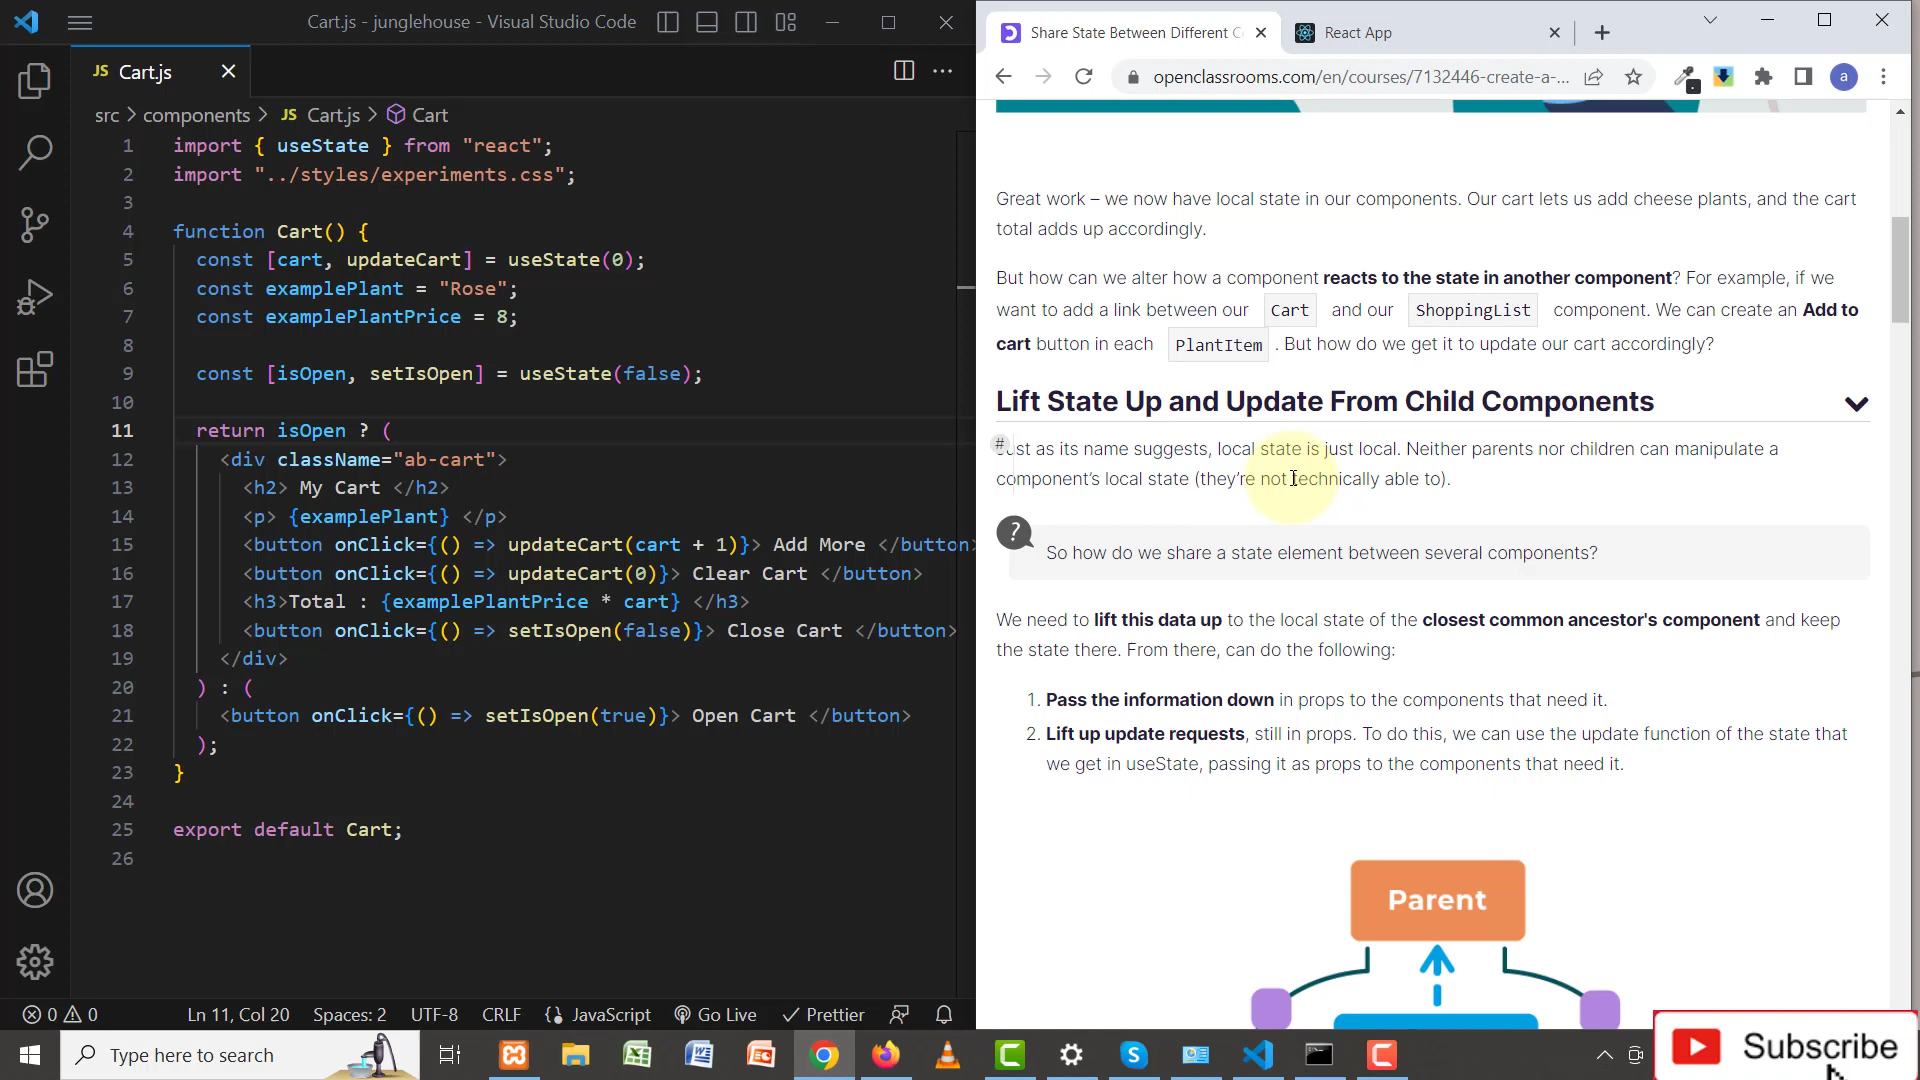 Cart.js - junglehouse - Visual Studio Code
JS Cart.js
src > components > JS Cart.js > Cart
1 import { useState } from "react";
2 import "../styles/experiments.css";
3
4 function Cart() {
5 const [cart, updateCart] = useState(0);
6 const examplePlant = "Rose";
7 const examplePlantPrice = 8;
8
9 const [isOpen, setIsOpen] = useState(false);
10
11 return isOpen ? (
12 <div className="ab-cart">
13 <h2> My Cart </h2>
14 <p> {examplePlant} </p>
15 <button onClick={() => updateCart(cart + 1)}> Add More </button>
16 <button onClick={() => updateCart(0)}> Clear Cart </button>
17 <h3>Total : {examplePlantPrice * cart} </h3>
18 <button onClick={() => setIsOpen(false)}> Close Cart </button>
19 </div>
20 ) : (
21 <button onClick={() => setIsOpen(true)}> Open Cart </button>
22 );
23 }
24
25 export default Cart;
26
0 0 Ln 11, Col 20 Spaces: 2 UTF-8 CRLF {} JavaScript Go Live Prettier
Share State Between Different C
React App
openclassrooms.com/en/courses/7132446-create-a-...
a
Great work – we now have local state in our components. Our cart lets us add cheese plants, and the cart
total adds up accordingly.
But how can we alter how a component reacts to the state in another component? For example, if we
want to add a link between our Cart and our ShoppingList component. We can create an Add to
cart button in each PlantItem . But how do we get it to update our cart accordingly?
Lift State Up and Update From Child Components
#
Just as its name suggests, local state is just local. Neither parents nor children can manipulate a
component's local state (they're not technically able to).
?
So how do we share a state element between several components?
We need to lift this data up to the local state of the closest common ancestor's component and keep
the state there. From there, can do the following:
1. Pass the information down in props to the components that need it.
2. Lift up update requests, still in props. To do this, we can use the update function of the state that
we get in useState, passing it as props to the components that need it.
Parent
Type here to search
Subscribe